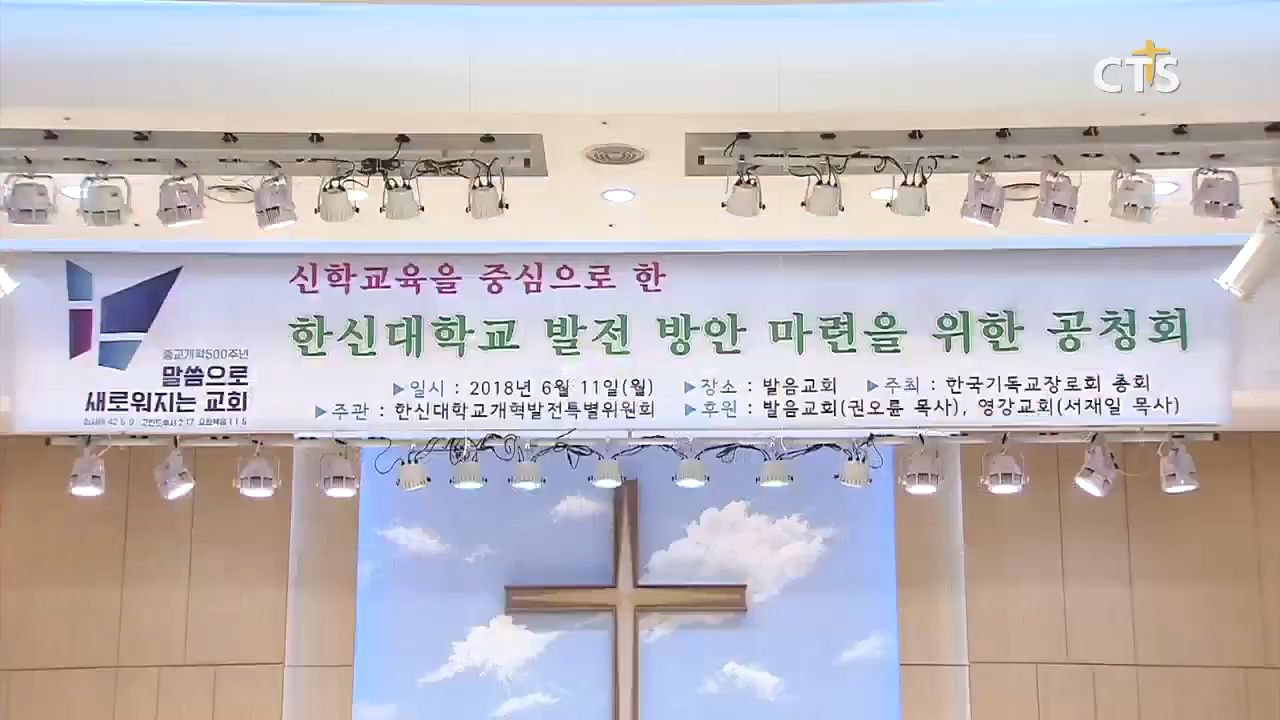 CTS
신학교육을 중심으로 한
한신대학교 발전 방안 마련을 위한 공청회
종교개혁500주년
말씀으로
새로워지는 교회
▶일시 : 2018년 6월 11일(월) ▶장소 : 발음교회 ▶주최 : 한국기독교장로회 총회
▶주관 : 한신대학교개혁발전특별위원회 ▶후원 : 발음교회(권오륜 목사), 영강교회(서재일 목사)